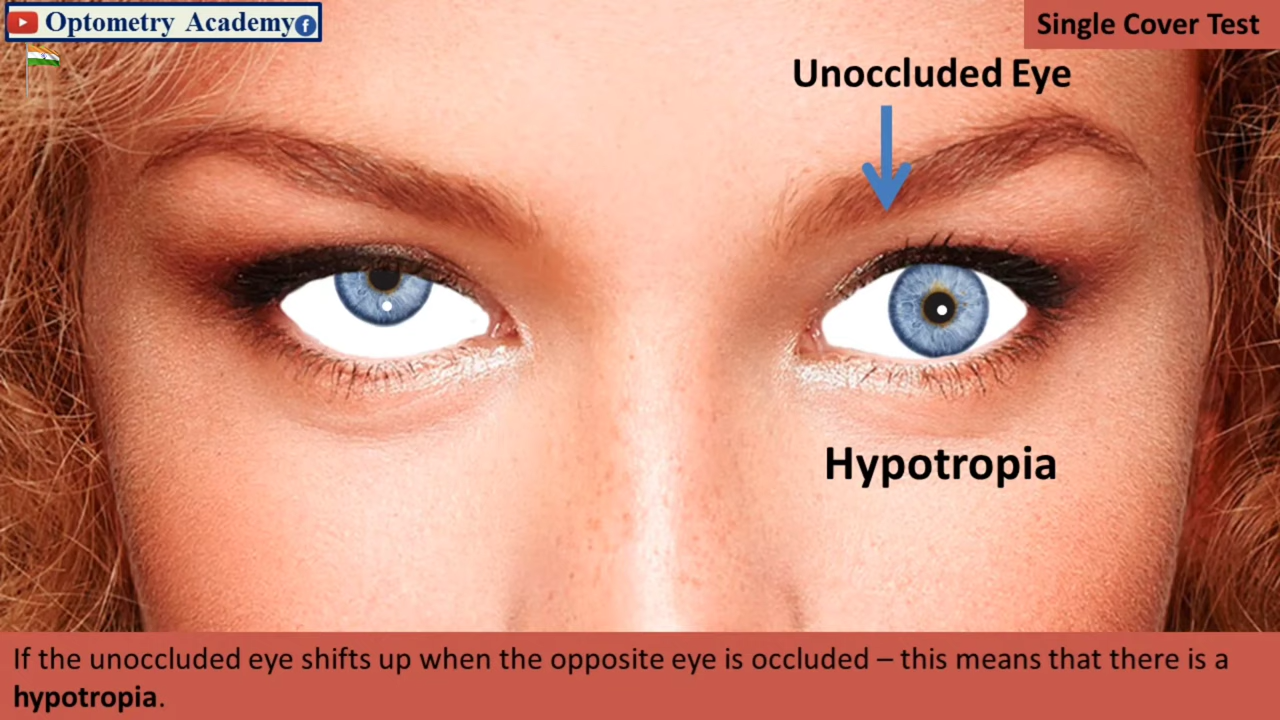 Optometry Academy
Single Cover Test
Unoccluded Eye
Hypotropia
If the unoccluded eye shifts up when the opposite eye is occluded – this means that there is a
hypotropia.